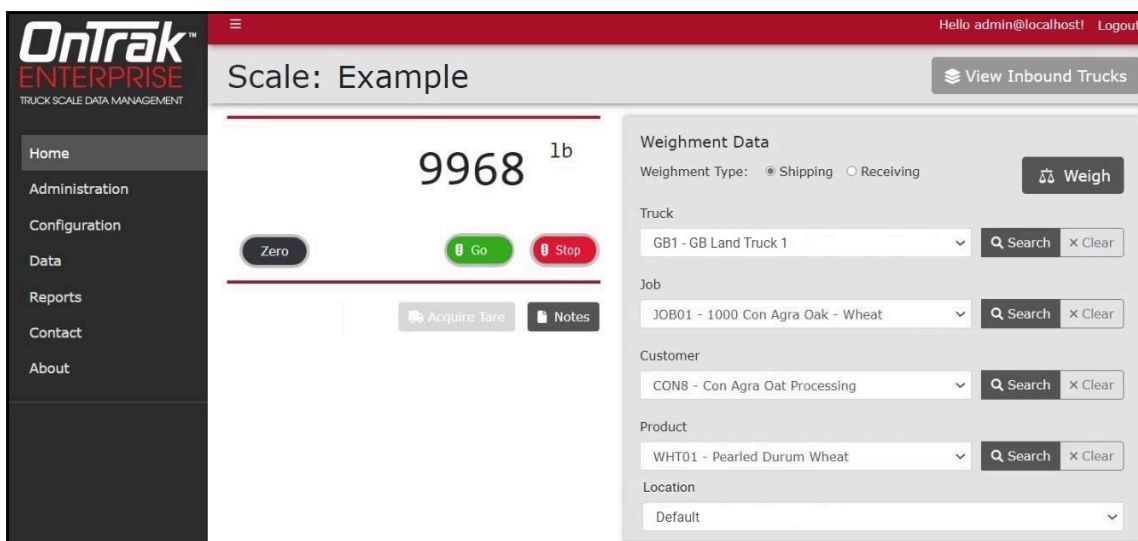 OnTrak™
ENTERPRISE
TRUCK SCALE DATA MANAGEMENT
Home
Administration
Configuration
Data
Reports
Contact
About
Hello admin@localhost! Logout
Scale: Example
View Inbound Trucks
9968 lb
Zero
Go
Stop
Acquire Tare
Notes
Weighment Data
Weighment Type: Shipping Receiving
Weigh
Truck
GB1 - GB Land Truck 1
Search × Clear
Job
JOB01 - 1000 Con Agra Oak - Wheat
Search × Clear
Customer
CON8 - Con Agra Oat Processing
Search × Clear
Product
WHT01 - Pearled Durum Wheat
Search × Clear
Location
Default